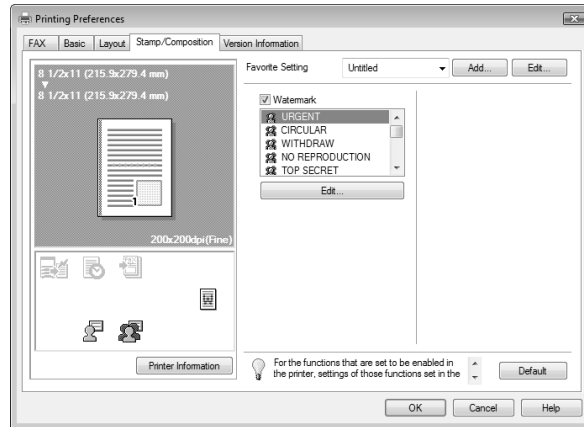 Printing Preferences
FAX Basic Layout Stamp/Composition Version Information
8 1/2x11 (215.9x279.4 mm)
8 1/2x11 (215.9x279.4 mm)
1
200x200dpi(Fine)
Printer Information
Favorite Setting Untitled Add... Edit...
Watermark
URGENT
CIRCULAR
WITHDRAW
NO REPRODUCTION
TOP SECRET
Edit...
For the functions that are set to be enabled in
the printer, settings of those functions set in the
Default
OK Cancel Help